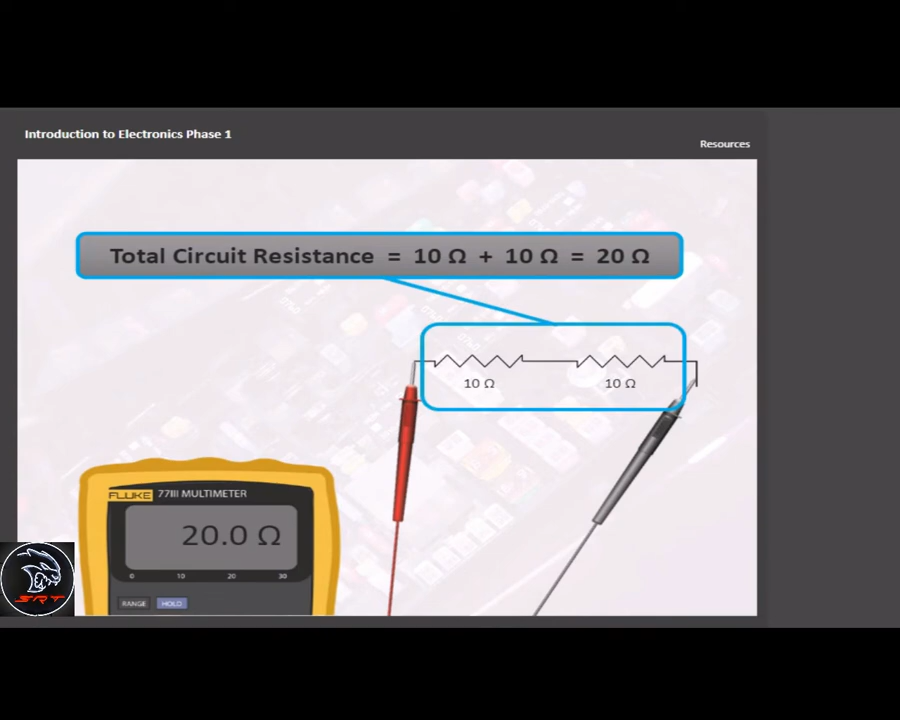 Introduction to Electronics Phase 1
Resources
Total Circuit Resistance = 10 Ω + 10 Ω = 20 Ω
10 Ω 10 Ω
FLUKE 77III MULTIMETER
20.0 Ω
0 10 20 30
RANGE HOLD
SRT